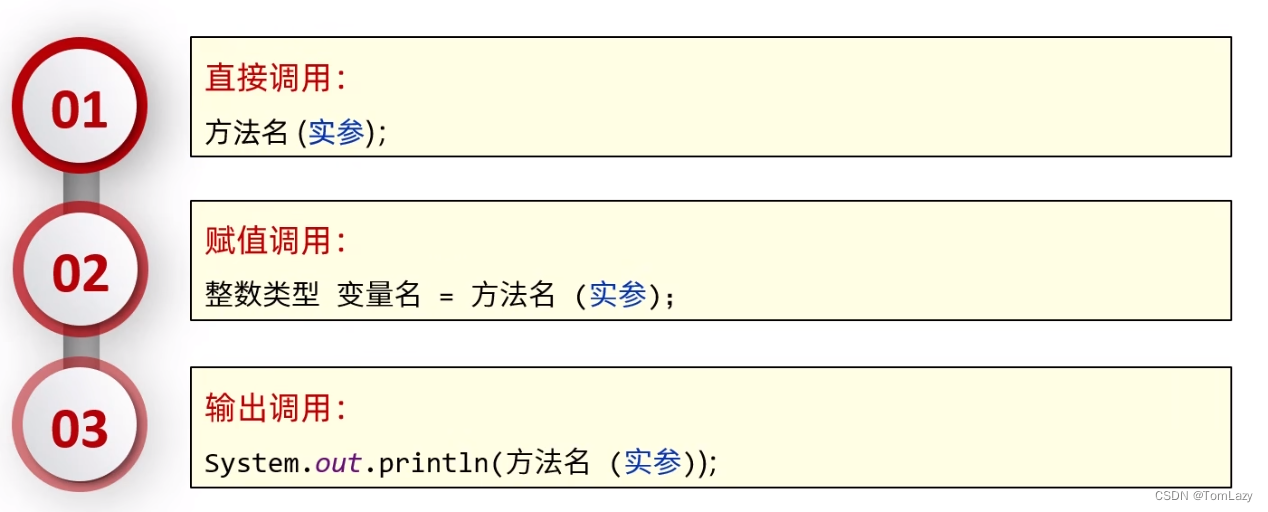 01
直接调用：
方法名(实参);
02
赋值调用：
整数类型 变量名 = 方法名 (实参);
03
输出调用：
System.out.println(方法名 (实参));
CSDN @TomLazy